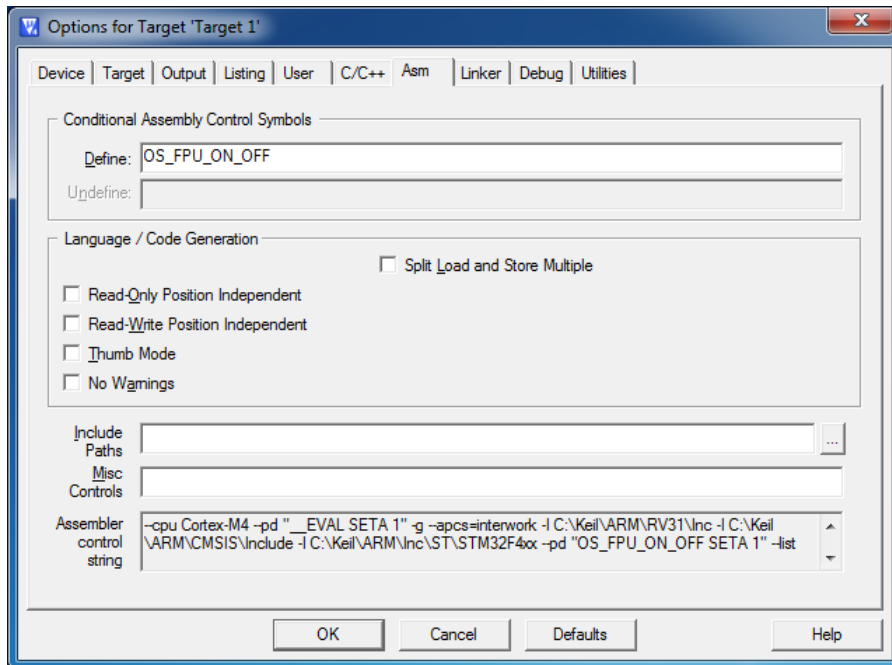 Options for Target 'Target 1'
Device Target Output Listing User C/C++ Asm Linker Debug Utilities
Conditional Assembly Control Symbols
Define: OS_FPU_ON_OFF
Undefine:
Language / Code Generation
Split Load and Store Multiple
Read-Only Position Independent
Read-Write Position Independent
Thumb Mode
No Warnings
Include
Paths
...
Misc
Controls
Assembler
control
string
--cpu Cortex-M4 --pd "__EVAL SETA 1" -g --apcs=interwork -I C:\Keil\ARM\RV31\Inc -I C:\Keil
\ARM\CMSIS\Include -I C:\Keil\ARM\Inc\ST\STM32F4xx --pd "OS_FPU_ON_OFF SETA 1" --list
OK Cancel Defaults Help